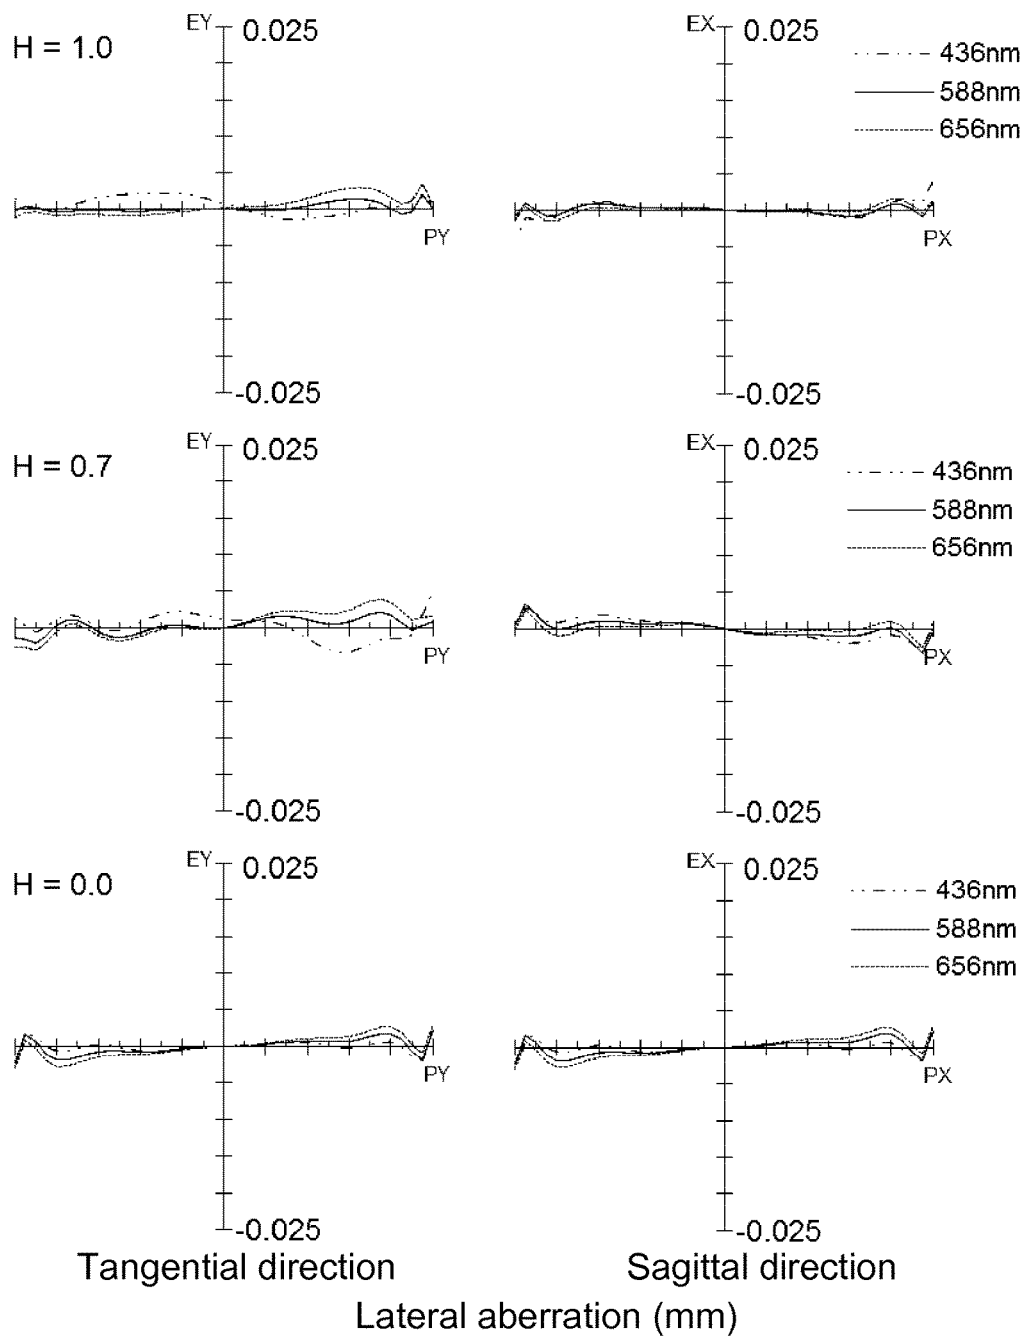 H = 1.0
EY 0.025
PY
-0.025
EX 0.025
436nm
588nm
656nm
PX
-0.025
H = 0.7
EY 0.025
PY
-0.025
EX 0.025
436nm
588nm
656nm
PX
-0.025
H = 0.0
EY 0.025
PY
-0.025
EX 0.025
436nm
588nm
656nm
PX
-0.025
Tangential direction
Sagittal direction
Lateral aberration (mm)